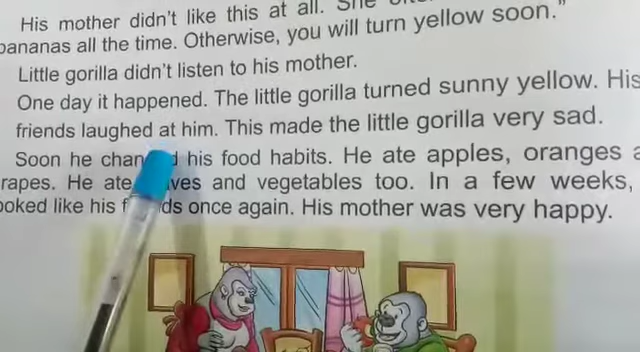 His mother didn't like this at all. She
bananas all the time. Otherwise, you will turn yellow soon."
Little gorilla didn't listen to his mother.
One day it happened. The little gorilla turned sunny yellow. His
friends laughed at him. This made the little gorilla very sad.
Soon he changed his food habits. He ate apples, oranges
rapes. He ate and vegetables too. In a few weeks,
ooked like his once again. His mother was very happy.